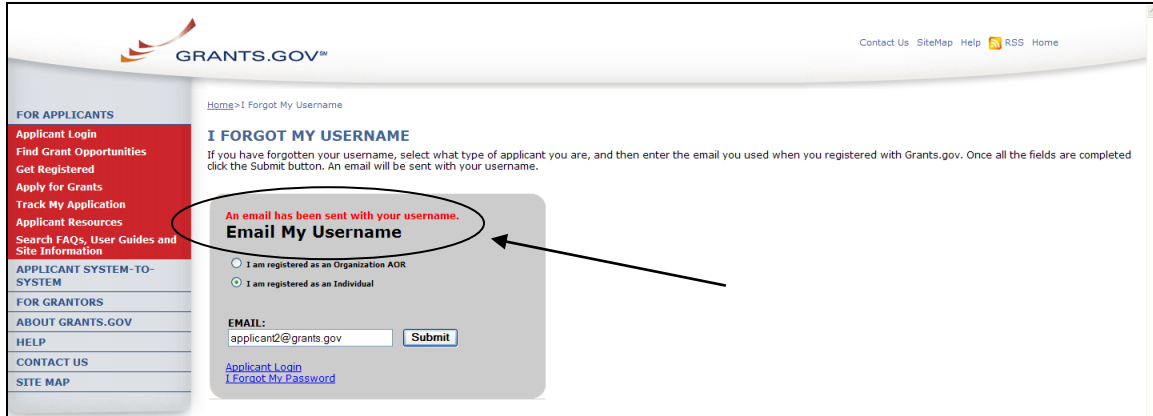 GRANTS.GOV℠
Contact Us SiteMap Help RSS Home
FOR APPLICANTS
Applicant Login
Find Grant Opportunities
Get Registered
Apply for Grants
Track My Application
Applicant Resources
Search FAQs, User Guides and
Site Information
APPLICANT SYSTEM-TO-
SYSTEM
FOR GRANTORS
ABOUT GRANTS.GOV
HELP
CONTACT US
SITE MAP
Home>I Forgot My Username
I FORGOT MY USERNAME
If you have forgotten your username, select what type of applicant you are, and then enter the email you used when you registered with Grants.gov. Once all the fields are completed
click the Submit button. An email will be sent with your username.
An email has been sent with your username.
Email My Username
I am registered as an Organization AOR
I am registered as an Individual
EMAIL:
applicant2@grants.gov Submit
Applicant Login
I Forgot My Password